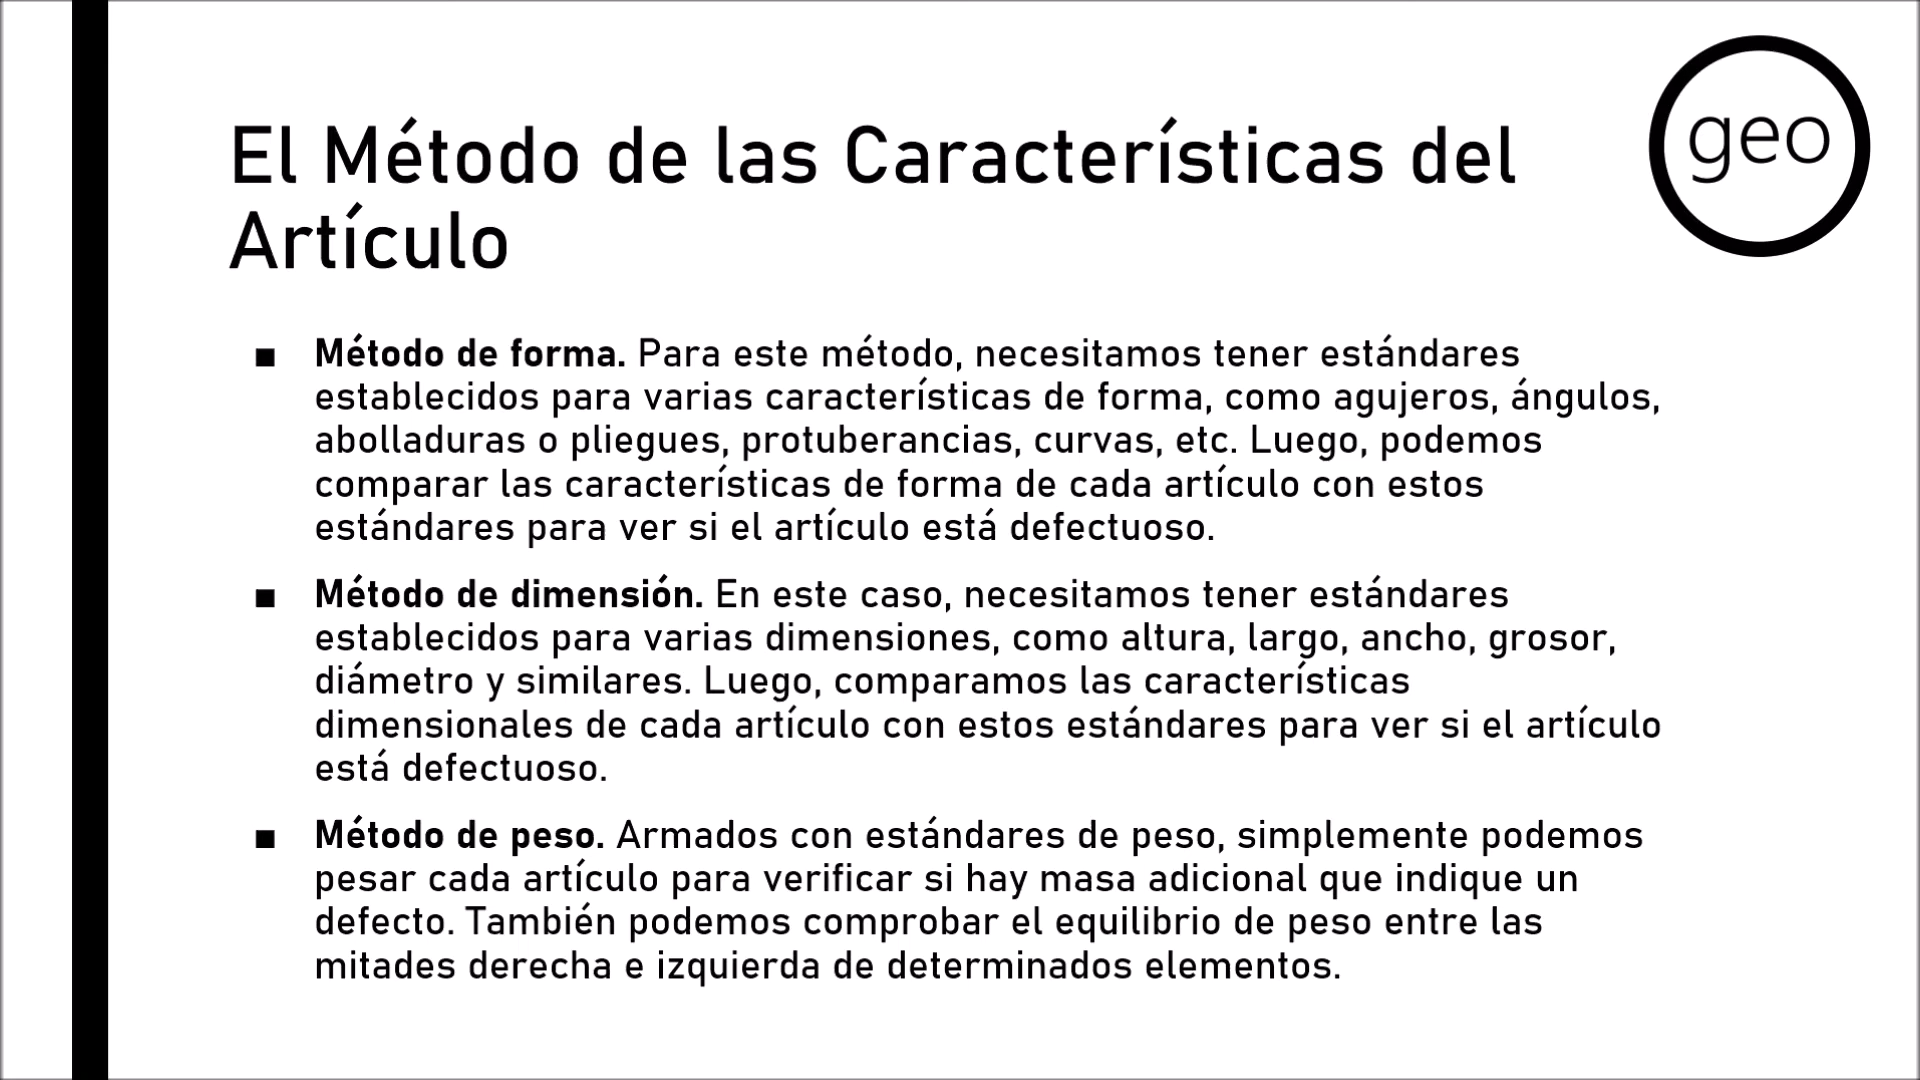 El Método de las Características del
Artículo
geo
■ Método de forma. Para este método, necesitamos tener estándares
establecidos para varias características de forma, como agujeros, ángulos,
abolladuras o pliegues, protuberancias, curvas, etc. Luego, podemos
comparar las características de forma de cada artículo con estos
estándares para ver si el artículo está defectuoso.
■ Método de dimensión. En este caso, necesitamos tener estándares
establecidos para varias dimensiones, como altura, largo, ancho, grosor,
diámetro y similares. Luego, comparamos las características
dimensionales de cada artículo con estos estándares para ver si el artículo
está defectuoso.
■ Método de peso. Armados con estándares de peso, simplemente podemos
pesar cada artículo para verificar si hay masa adicional que indique un
defecto. También podemos comprobar el equilibrio de peso entre las
mitades derecha e izquierda de determinados elementos.